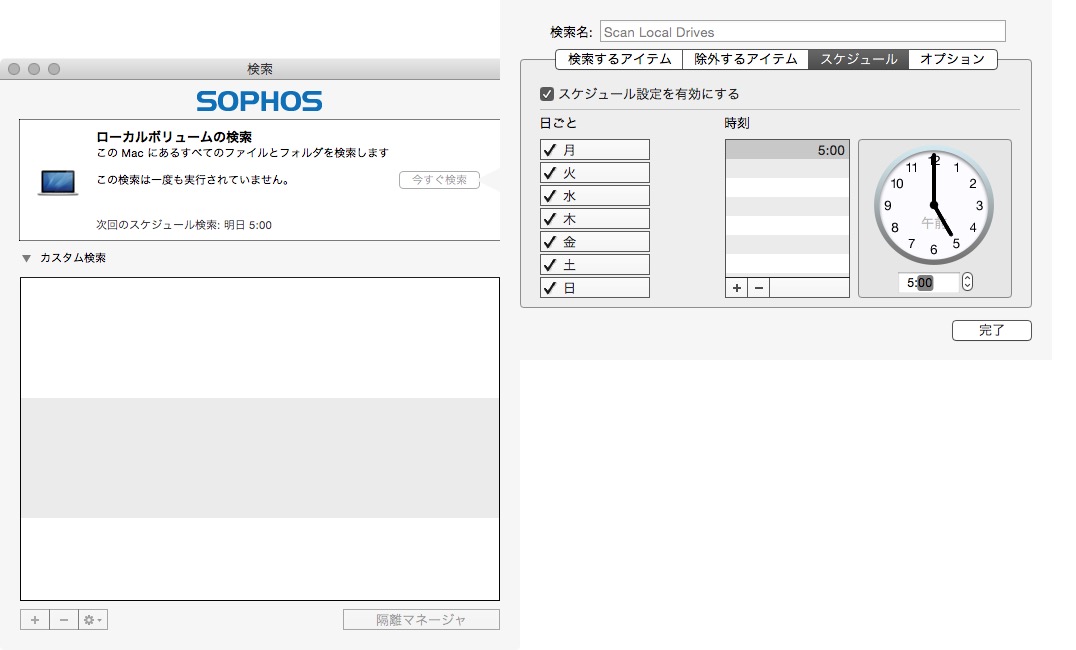 検索
SOPHOS
ローカルボリュームの検索
この Mac にあるすべてのファイルとフォルダを検索します
この検索は一度も実行されていません。
今すぐ検索
次回のスケジュール検索: 明日 5:00
カスタム検索
+ −
隔離マネージャ
検索名: Scan Local Drives
検索するアイテム 除外するアイテム スケジュール オプション
スケジュール設定を有効にする
日ごと
月
火
水
木
金
土
日
時刻
5:00
+ −
12
1
2
3
4
5
6
7
8
9
10
11
午前
5:00
完了